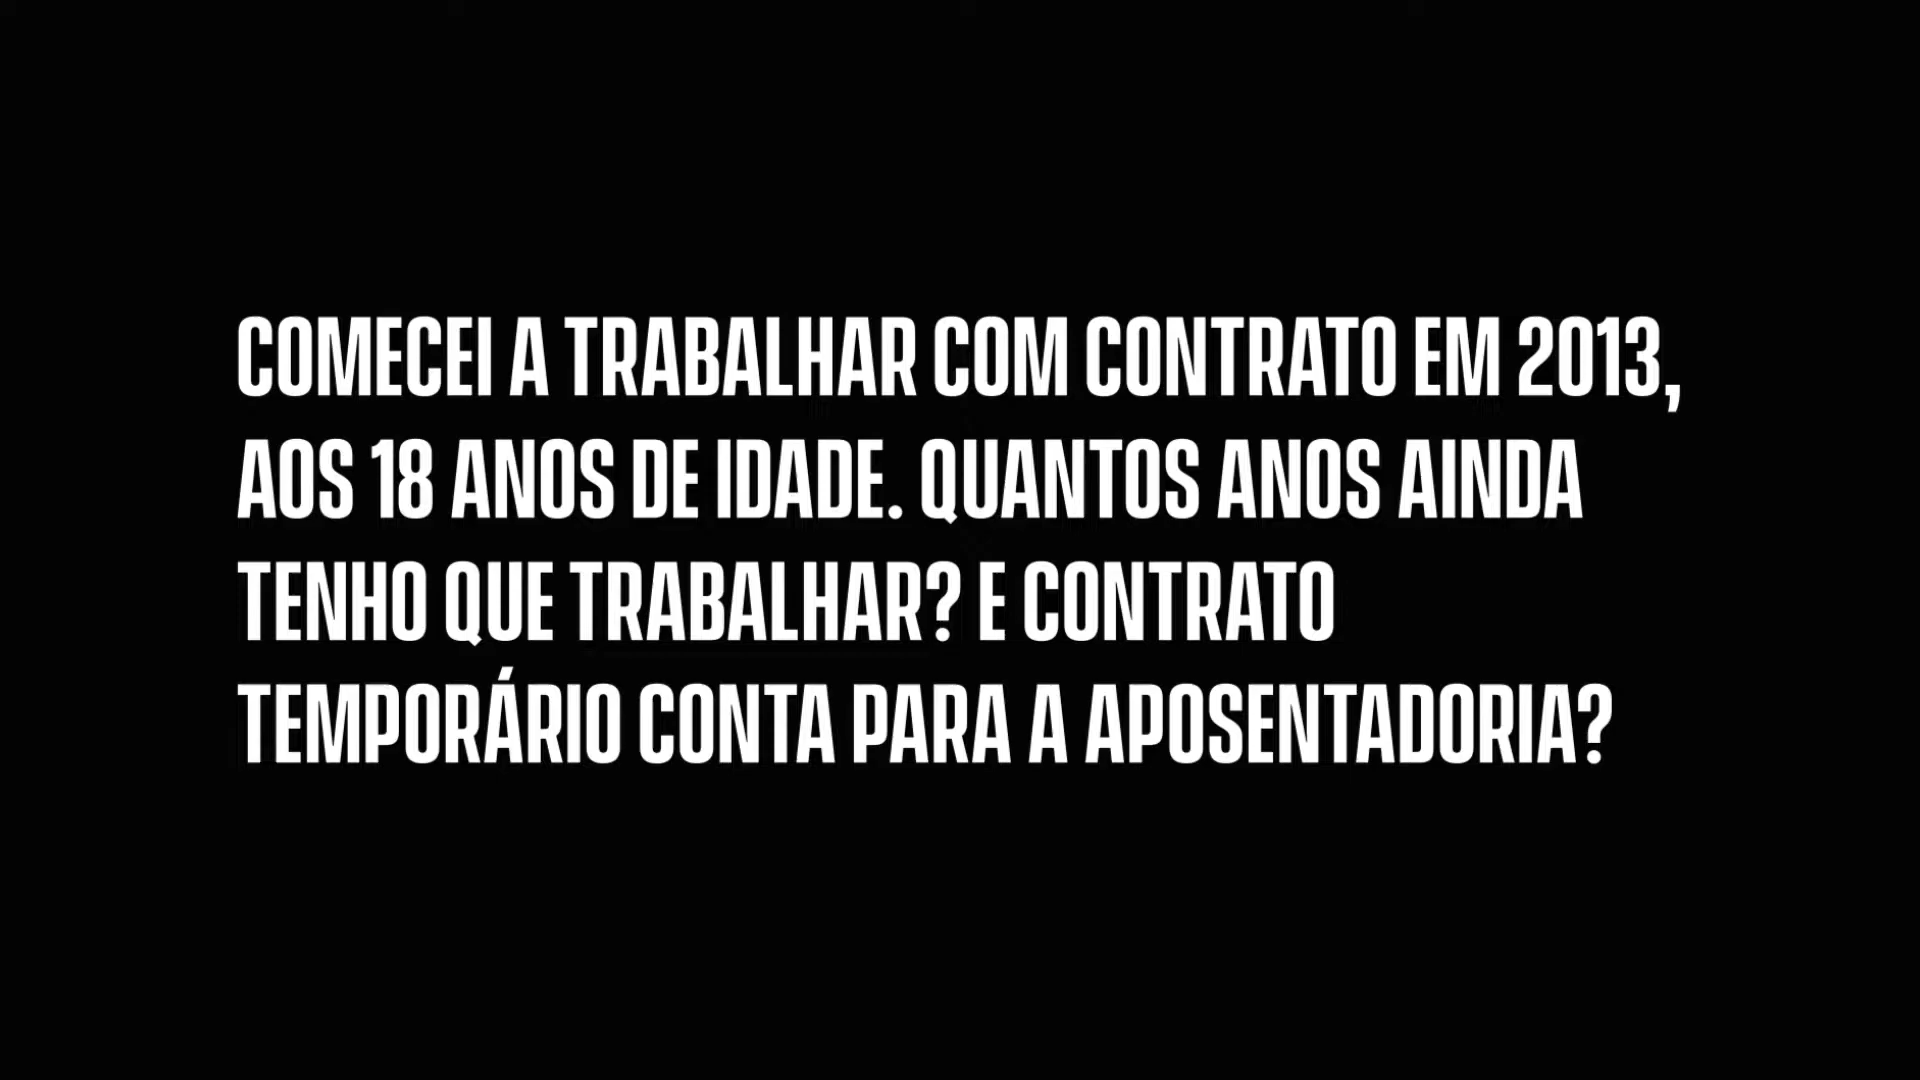 COMECEI A TRABALHAR COM CONTRATO EM 2013,
AOS 18 ANOS DE IDADE. QUANTOS ANOS AINDA
TENHO QUE TRABALHAR? E CONTRATO
TEMPORÁRIO CONTA PARA A APOSENTADORIA?